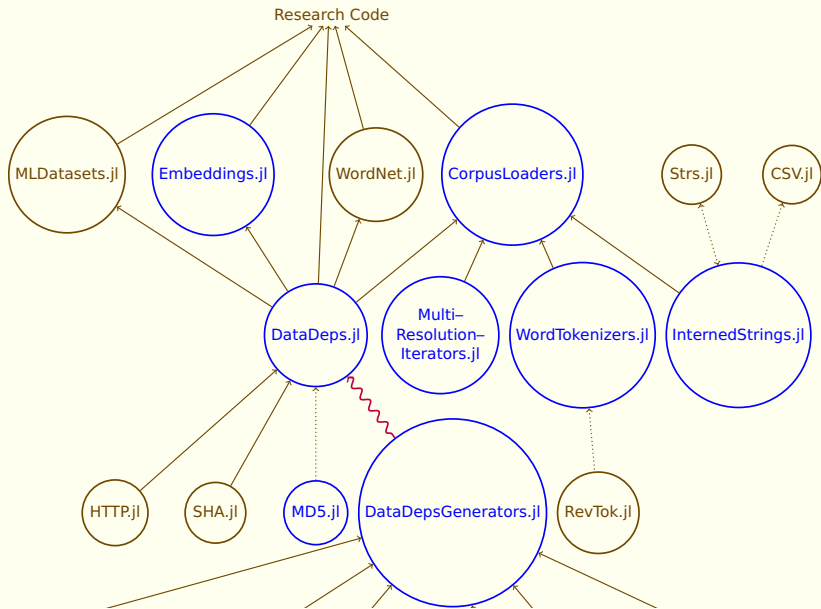 Research Code
MLDatasets.jl
Embeddings.jl
WordNet.jl
CorpusLoaders.jl
Strs.jl
CSV.jl
DataDeps.jl
Multi–
Resolution–
Iterators.jl
WordTokenizers.jl
InternedStrings.jl
HTTP.jl
SHA.jl
MD5.jl
DataDepsGenerators.jl
RevTok.jl